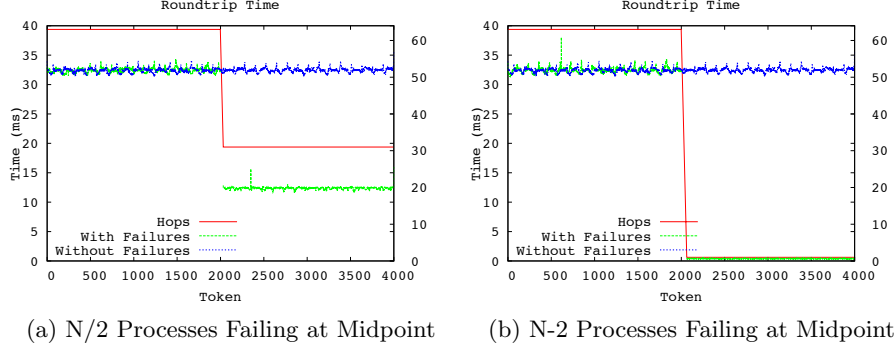 Roundtrip Time
40
35
30
25
20
15
10
5
0
Time (ms)
60
50
40
30
20
10
0
Hops
With Failures
Without Failures
0 500 1000 1500 2000 2500 3000 3500 4000
Token
(a) N/2 Processes Failing at Midpoint
Roundtrip Time
40
35
30
25
20
15
10
5
0
Time (ms)
60
50
40
30
20
10
0
Hops
With Failures
Without Failures
0 500 1000 1500 2000 2500 3000 3500 4000
Token
(b) N-2 Processes Failing at Midpoint